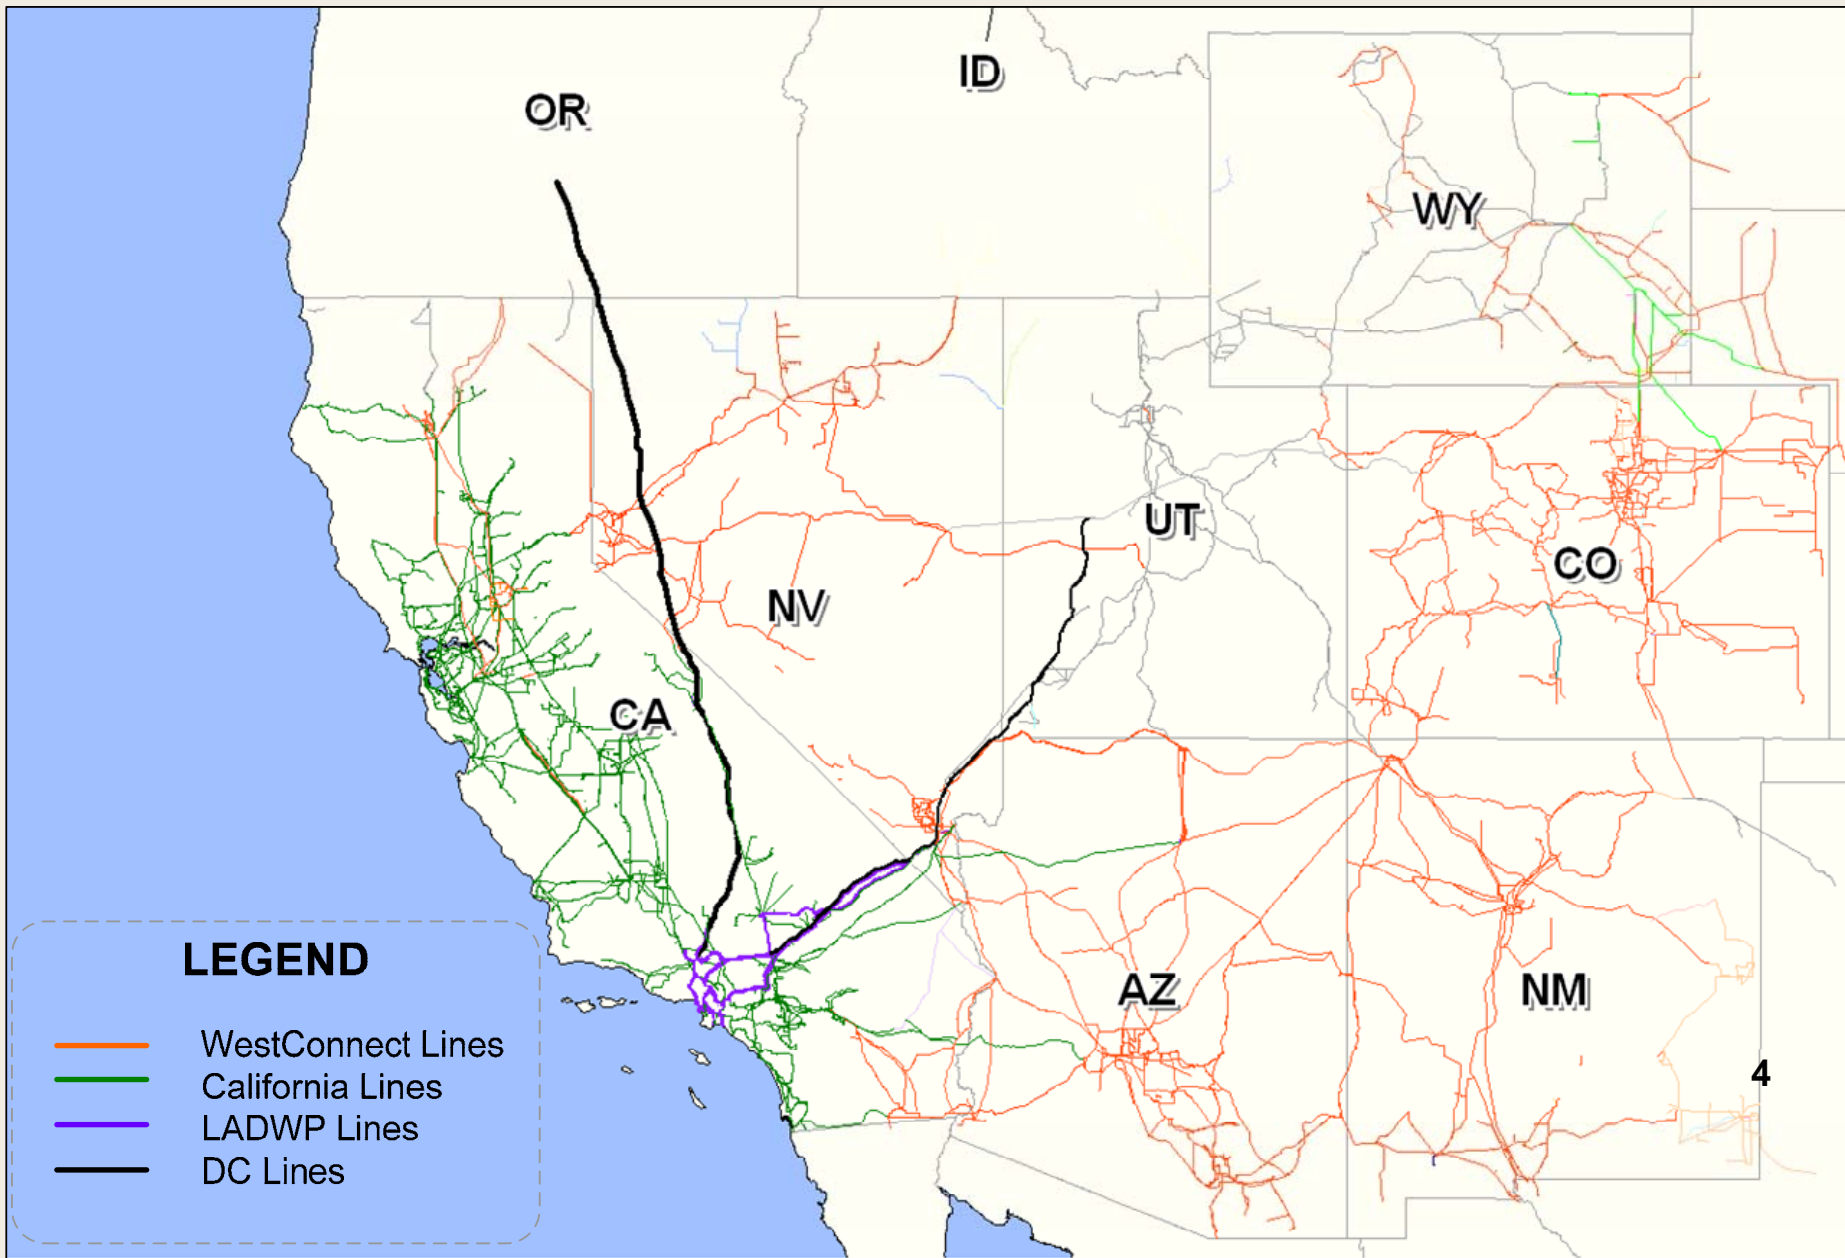 ID
OR
WY
UT
CO
NV
CA
AZ
NM
4
LEGEND
WestConnect Lines
California Lines
LADWP Lines
DC Lines